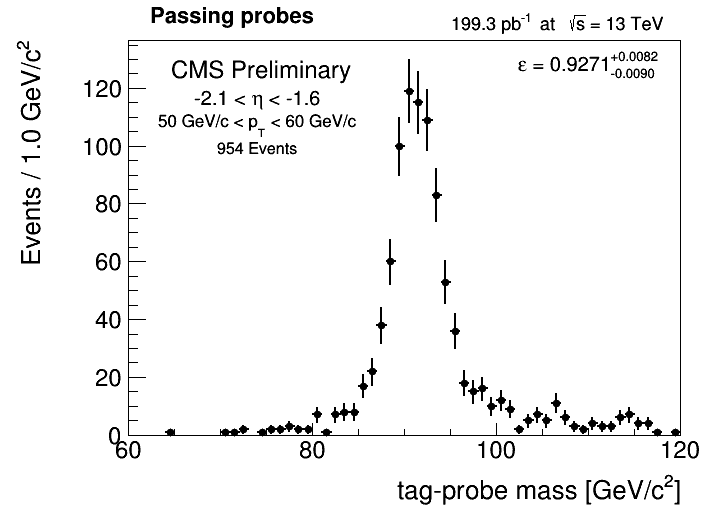 Passing probes
199.3 pb⁻¹ at √s = 13 TeV
CMS Preliminary
-2.1 < η < -1.6
50 GeV/c < p_T < 60 GeV/c
954 Events
ε = 0.9271 +0.0082 -0.0090
Events / 1.0 GeV/c²
120
100
80
60
40
20
0
60 80 100 120
tag-probe mass [GeV/c²]